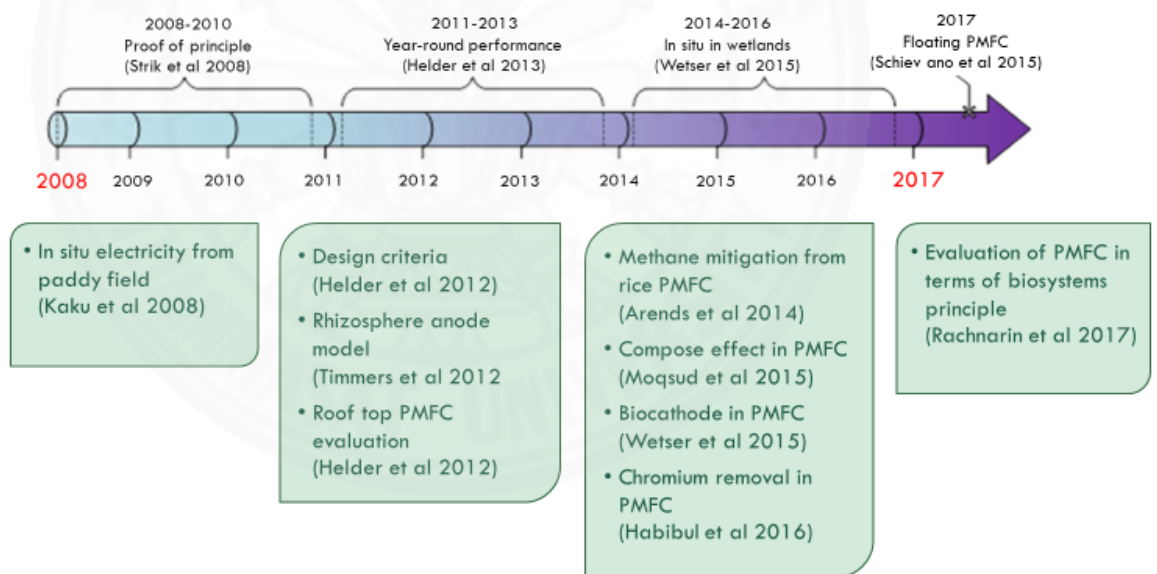 2008-2010
Proof of principle
(Strik et al 2008)
2011-2013
Year-round performance
(Helder et al 2013)
2014-2016
In situ in wetlands
(Wetser et al 2015)
2017
Floating PMFC
(Schiev ano et al 2015)
2008
2009
2010
2011
2012
2013
2014
2015
2016
2017
• In situ electricity from
paddy field
(Kaku et al 2008)
• Design criteria
(Helder et al 2012)
• Rhizosphere anode
model
(Timmers et al 2012
• Roof top PMFC
evaluation
(Helder et al 2012)
• Methane mitigation from
rice PMFC
(Arends et al 2014)
• Compose effect in PMFC
(Moqsud et al 2015)
• Biocathode in PMFC
(Wetser et al 2015)
• Chromium removal in
PMFC
(Habibul et al 2016)
• Evaluation of PMFC in
terms of biosystems
principle
(Rachnarin et al 2017)